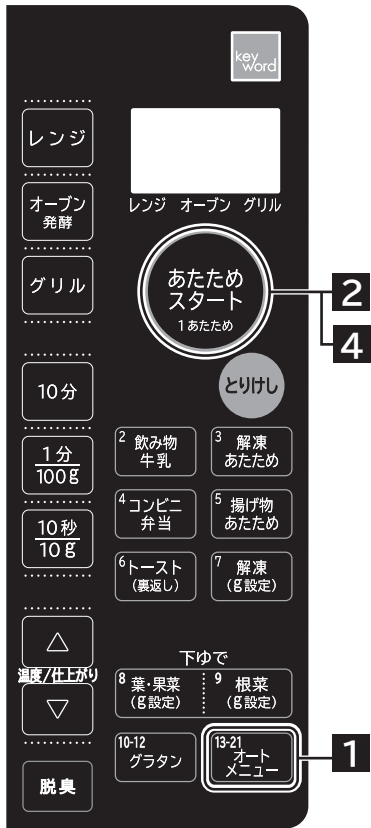 key
word
レンジ
オーブン
発酵
グリル
10分
1分
100g
10秒
10g
温度/仕上がり
脱臭
レンジ オーブン グリル
あたため
スタート
1あたため
2
4
とりけし
2 飲み物
牛乳
3 解凍
あたため
4 コンビニ
弁当
5 揚げ物
あたため
6 トースト
(裏返し)
7 解凍
(g設定)
下ゆで
8 葉・果菜
(g設定)
9 根菜
(g設定)
10-12
グラタン
13-21
オート
メニュー
1